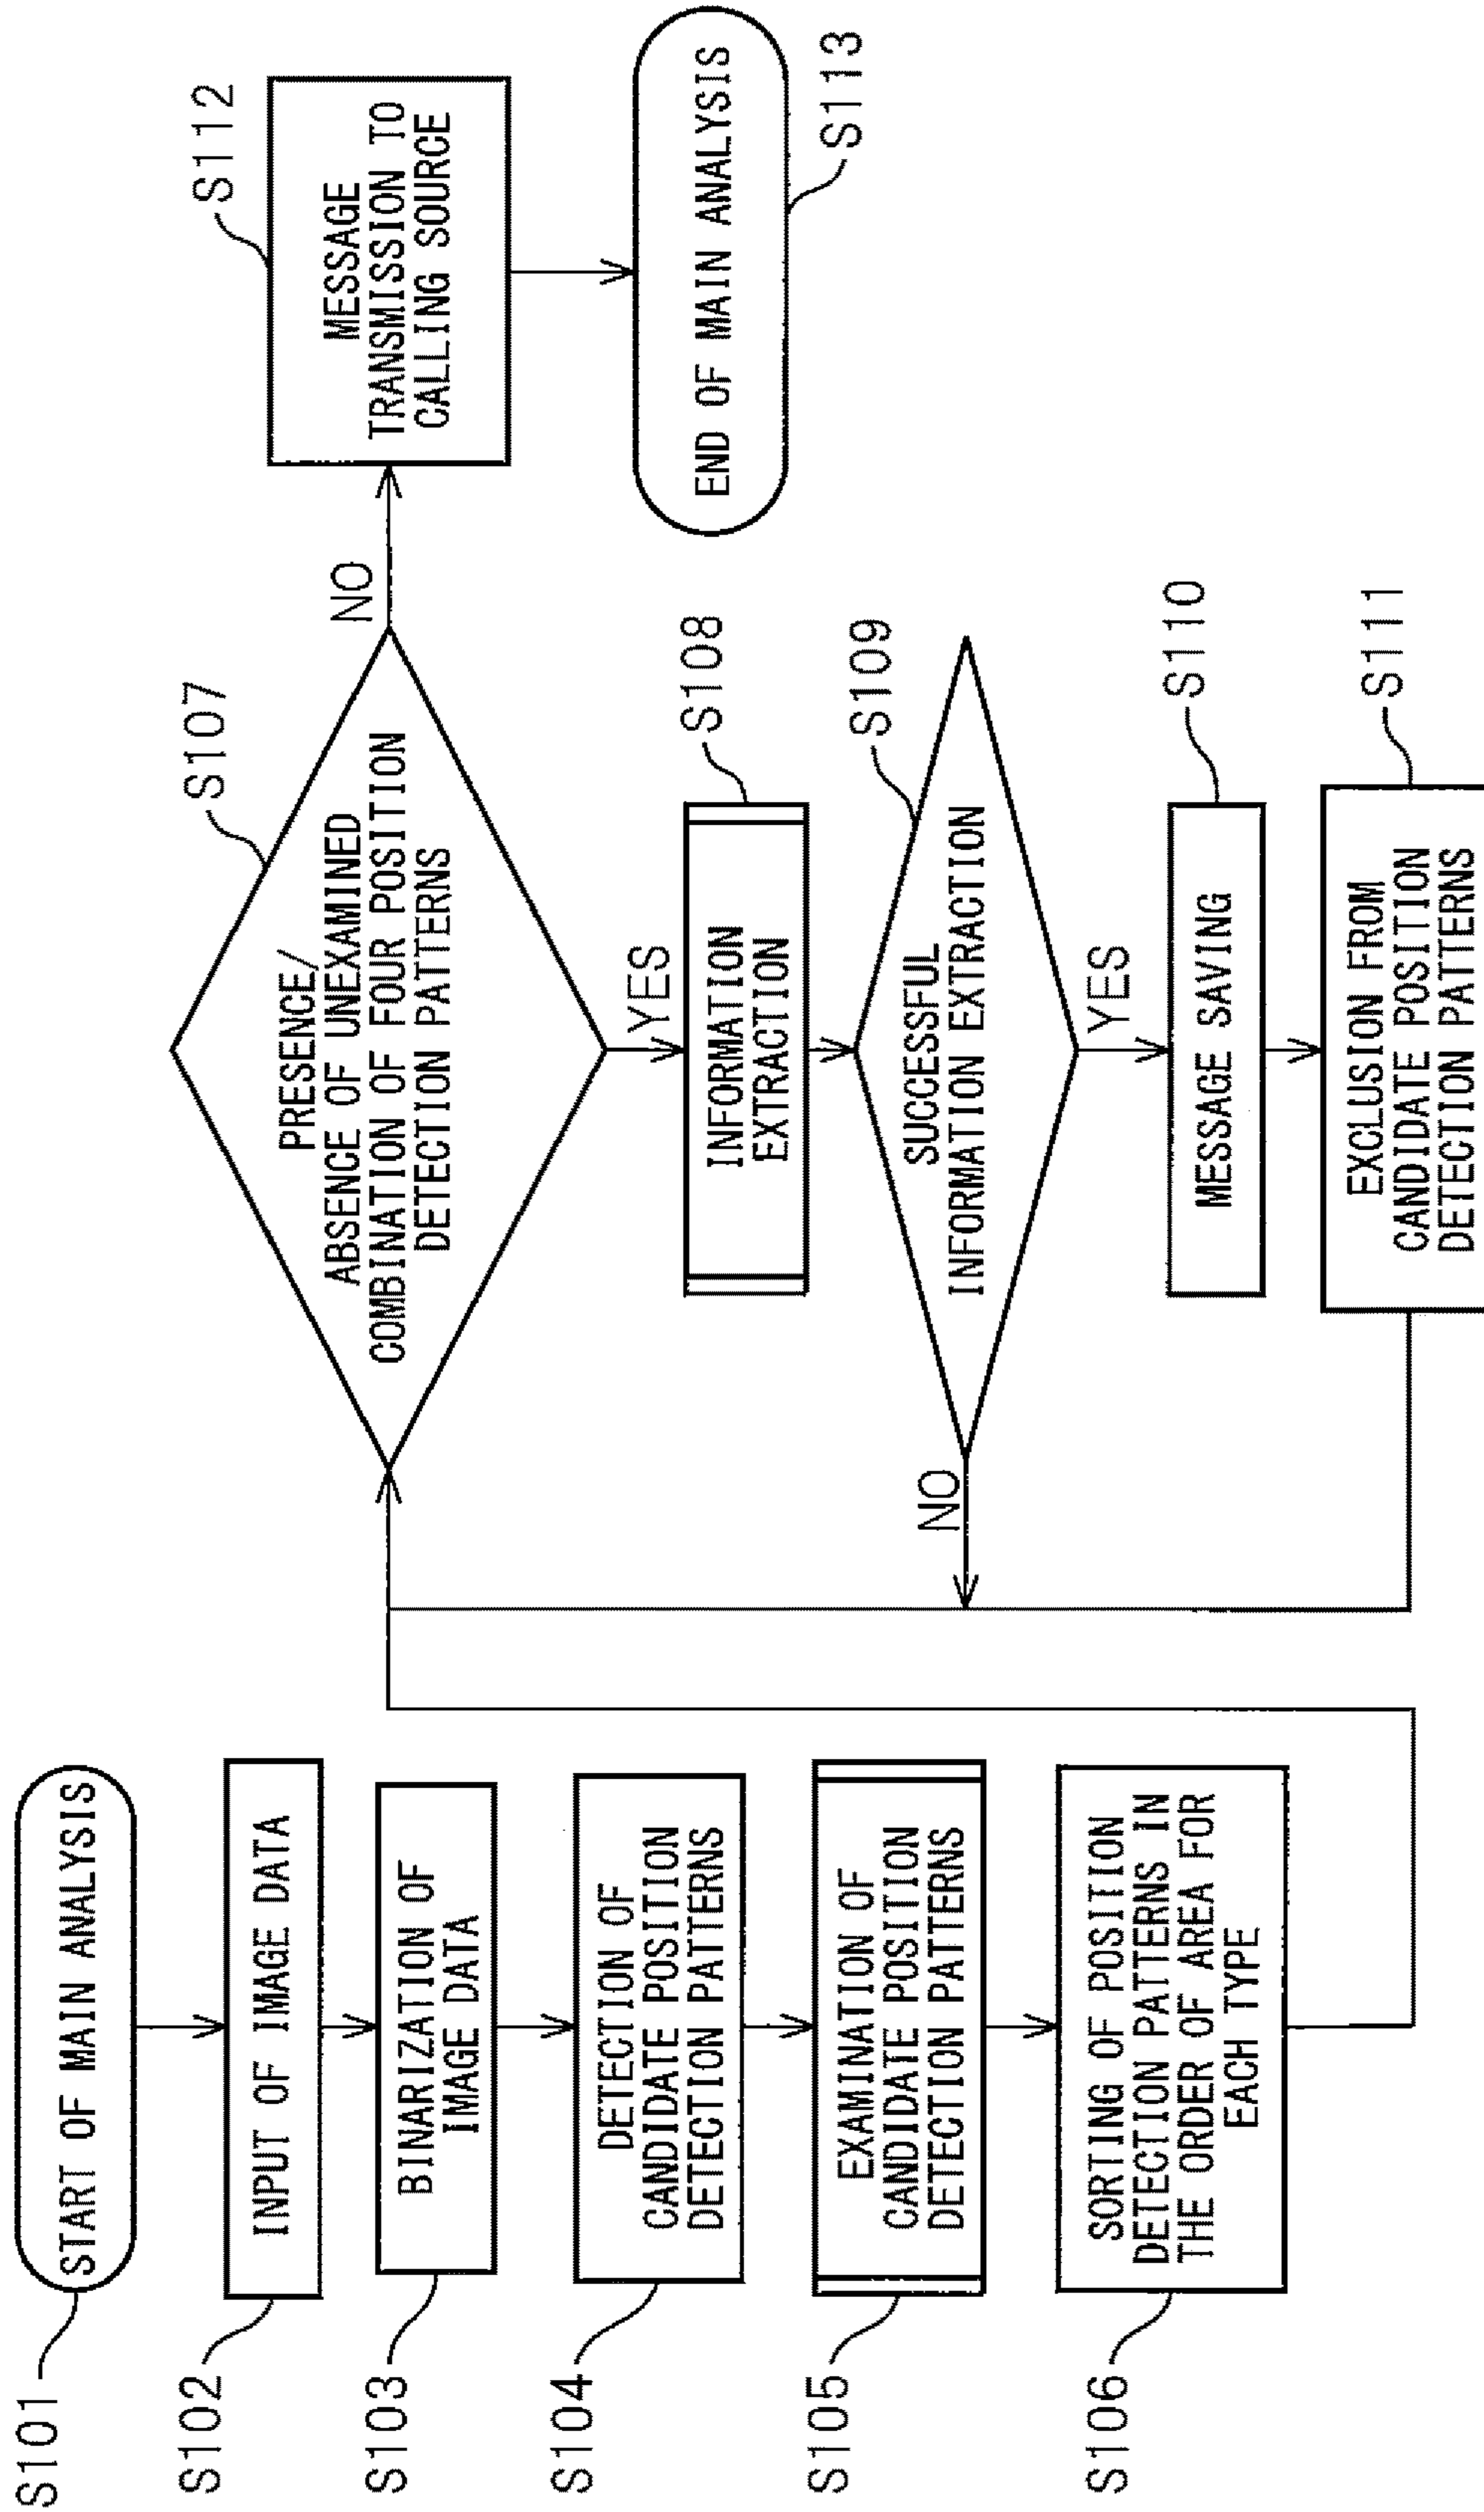 S101
START OF MAIN ANALYSIS
S102
INPUT OF IMAGE DATA
S103
BINARIZATION OF
IMAGE DATA
S104
DETECTION OF
CANDIDATE POSITION
DETECTION PATTERNS
S105
EXAMINATION OF
CANDIDATE POSITION
DETECTION PATTERNS
S106
SORTING OF POSITION
DETECTION PATTERNS IN
THE ORDER OF AREA FOR
EACH TYPE
S107
PRESENCE/
ABSENCE OF UNEXAMINED
COMBINATION OF FOUR POSITION
DETECTION PATTERNS
NO
YES
S108
INFORMATION
EXTRACTION
S109
SUCCESSFUL
INFORMATION EXTRACTION
NO
YES
S110
MESSAGE SAVING
S111
EXCLUSION FROM
CANDIDATE POSITION
DETECTION PATTERNS
S112
MESSAGE
TRANSMISSION TO
CALLING SOURCE
END OF MAIN ANALYSIS
S113